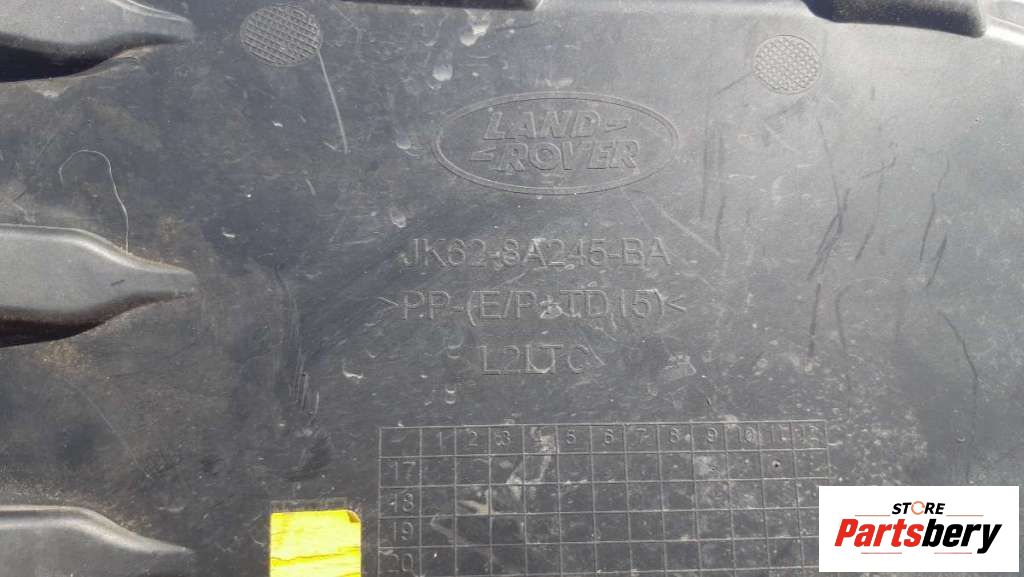 LAND
ROVER
JK62-8A245-BA
>PP-(E/P-TD15)<
L2LTC
1 2 3 4 5 6 7 8 9 10 11 12
17
18
19
20
STORE
Partsbery